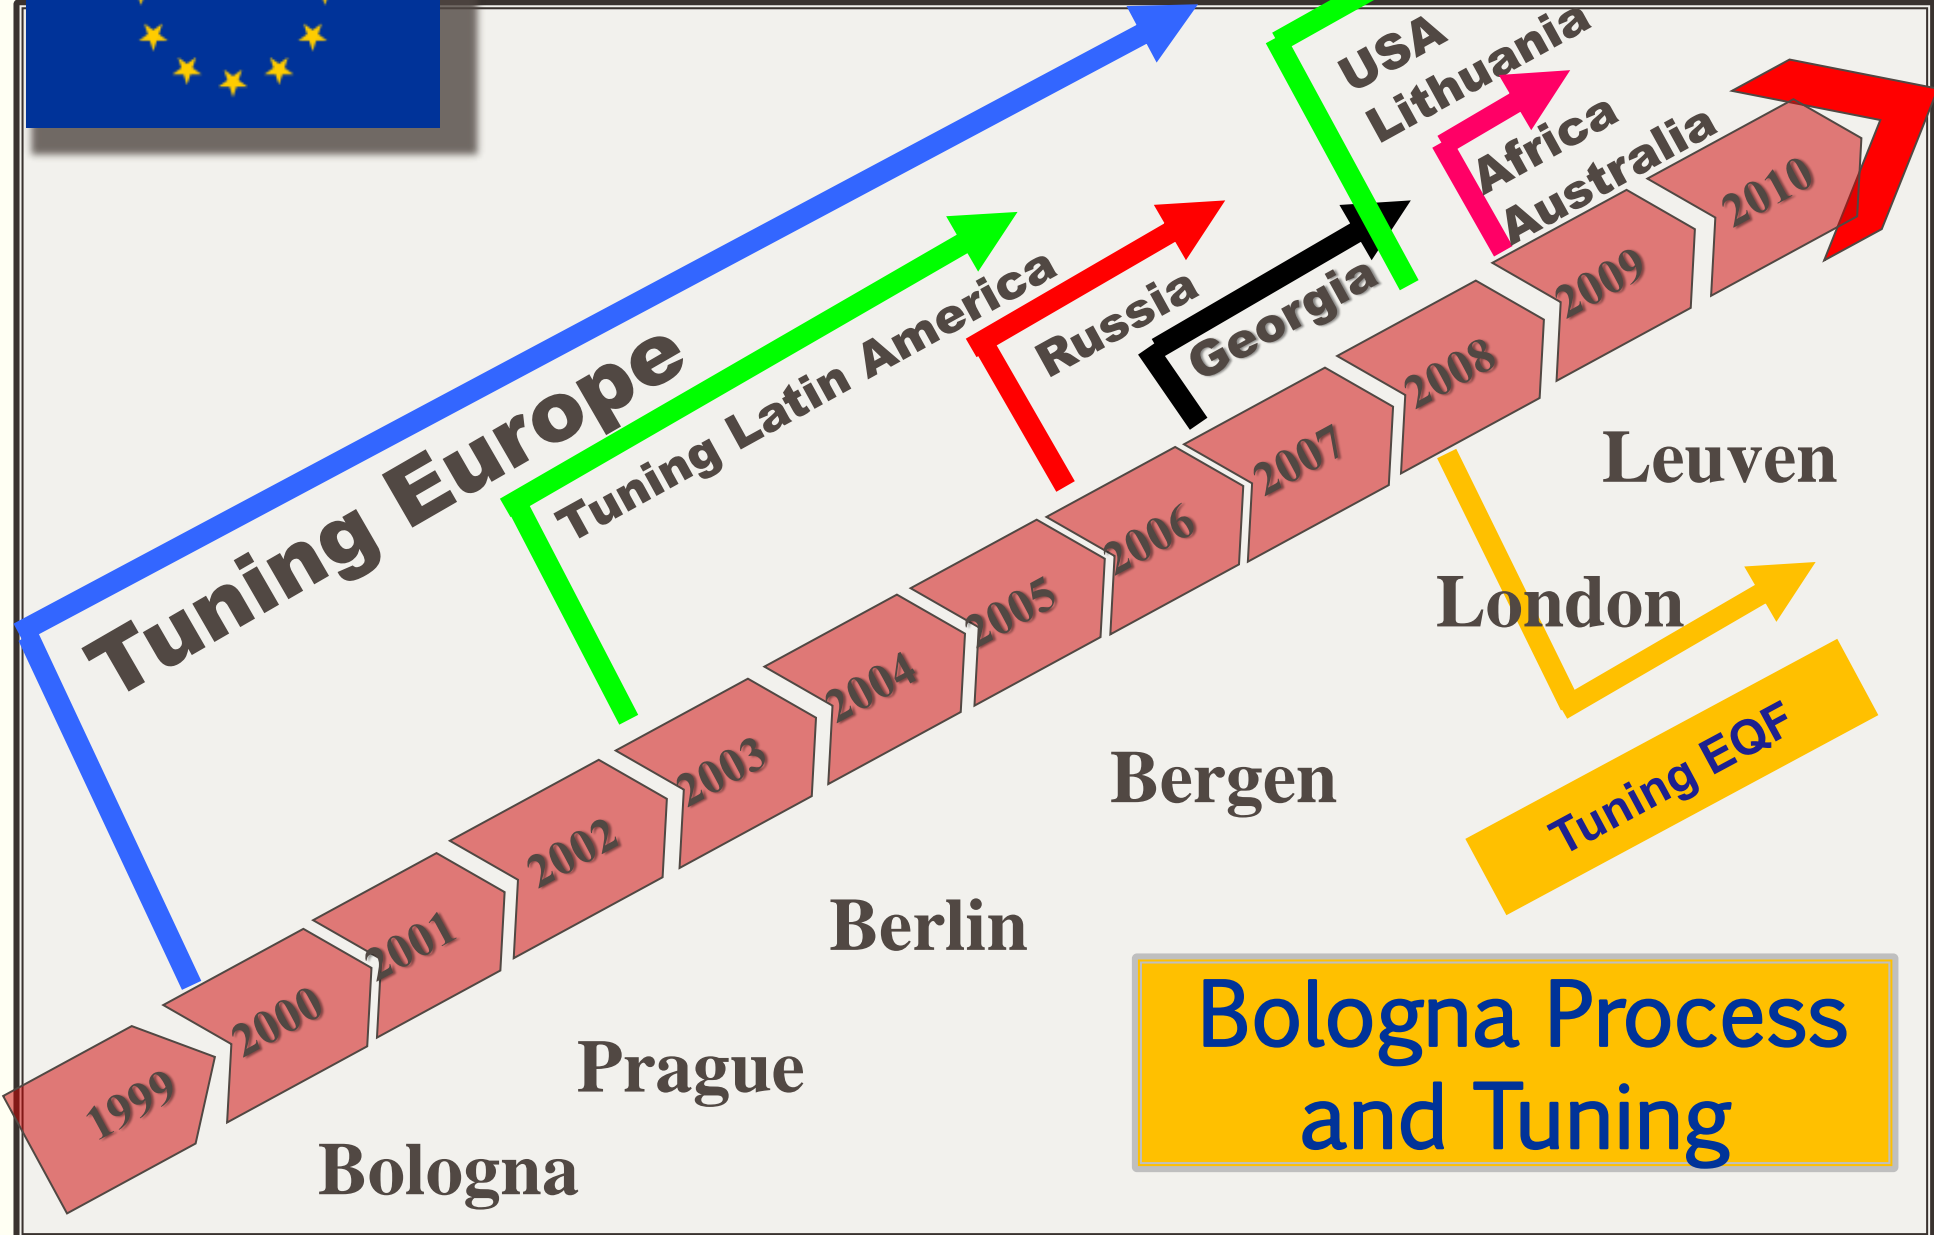 USA
Lithuania
Africa
Australia
Tuning Europe
Tuning Latin America
Russia
Georgia
1999
2000
2001
2002
2003
2004
2005
2006
2007
2008
2009
2010
Leuven
London
Bergen
Berlin
Prague
Bologna
Tuning EQF
Bologna Process
and Tuning